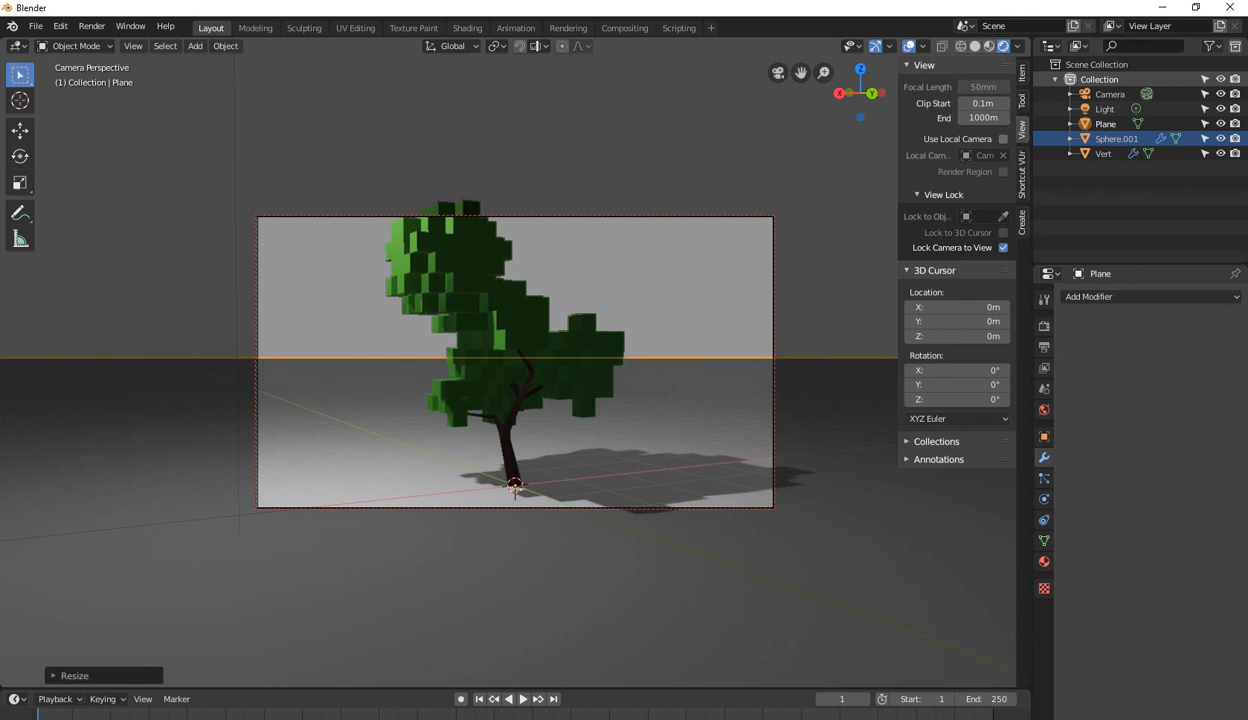 Blender
File Edit Render Window Help
Layout Modeling Sculpting UV Editing Texture Paint Shading Animation Rendering Compositing Scripting +
Scene
View Layer
Object Mode View Select Add Object
Global
Camera Perspective
(1) Collection | Plane
Z
X
Y
View
Focal Length 50mm
Clip Start 0.1m
End 1000m
Use Local Camera
Local Cam.. Cam
Render Region
View Lock
Lock to Obj..
Lock to 3D Cursor
Lock Camera to View
3D Cursor
Location:
X: 0m
Y: 0m
Z: 0m
Rotation:
X: 0°
Y: 0°
Z: 0°
XYZ Euler
Collections
Annotations
Item
Tool
View
Shortcut VUr
Create
Scene Collection
Collection
Camera
Light
Plane
Sphere.001
Vert
Plane
Add Modifier
Resize
Playback Keying View Marker
1
Start: 1
End: 250